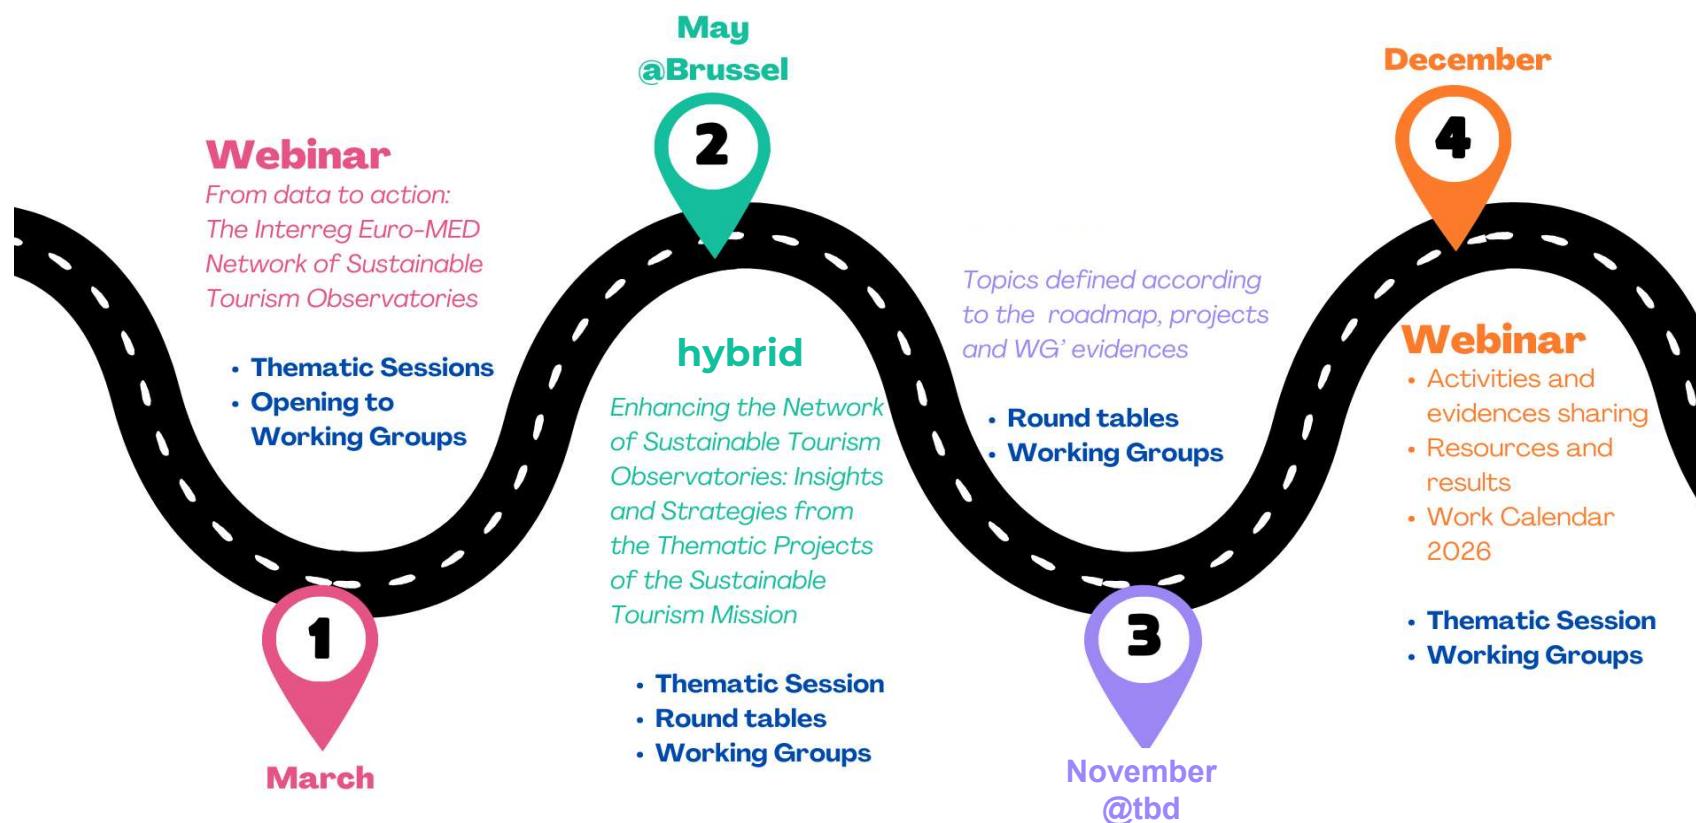 Webinar
From data to action:
The Interreg Euro-MED
Network of Sustainable
Tourism Observatories
• Thematic Sessions
• Opening to
Working Groups
1
March
May
@Brussel
2
hybrid
Enhancing the Network
of Sustainable Tourism
Observatories: Insights
and Strategies from
the Thematic Projects
of the Sustainable
Tourism Mission
• Thematic Session
• Round tables
• Working Groups
Topics defined according
to the roadmap, projects
and WG' evidences
• Round tables
• Working Groups
3
November
@tbd
December
4
Webinar
• Activities and
evidences sharing
• Resources and
results
• Work Calendar
2026
• Thematic Session
• Working Groups